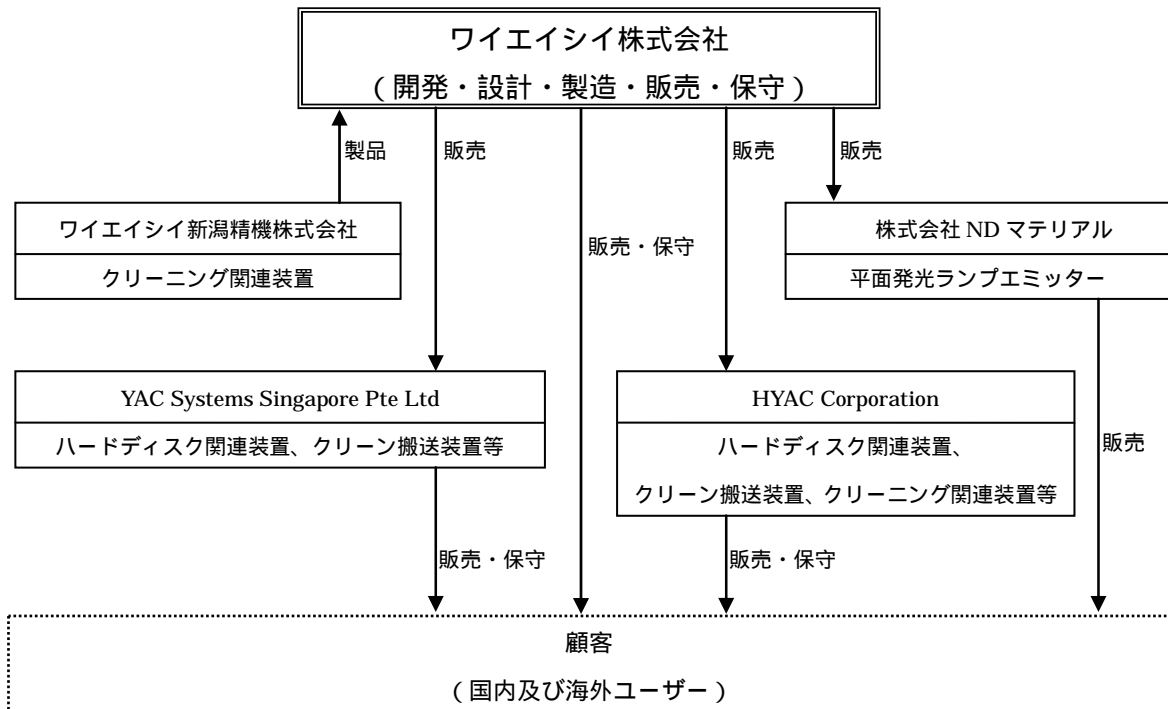 ワイエイシイ株式会社
(開発・設計・製造・販売・保守)
製品
販売
販売
販売
ワイエイシイ新潟精機株式会社
クリーニング関連装置
販売・保守
株式会社 ND マテリアル
平面発光ランプエミッター
YAC Systems Singapore Pte Ltd
ハードディスク関連装置、クリーン搬送装置等
HYAC Corporation
ハードディスク関連装置、
クリーン搬送装置、クリーニング関連装置等
販売
販売・保守
販売・保守
顧客
(国内及び海外ユーザー)